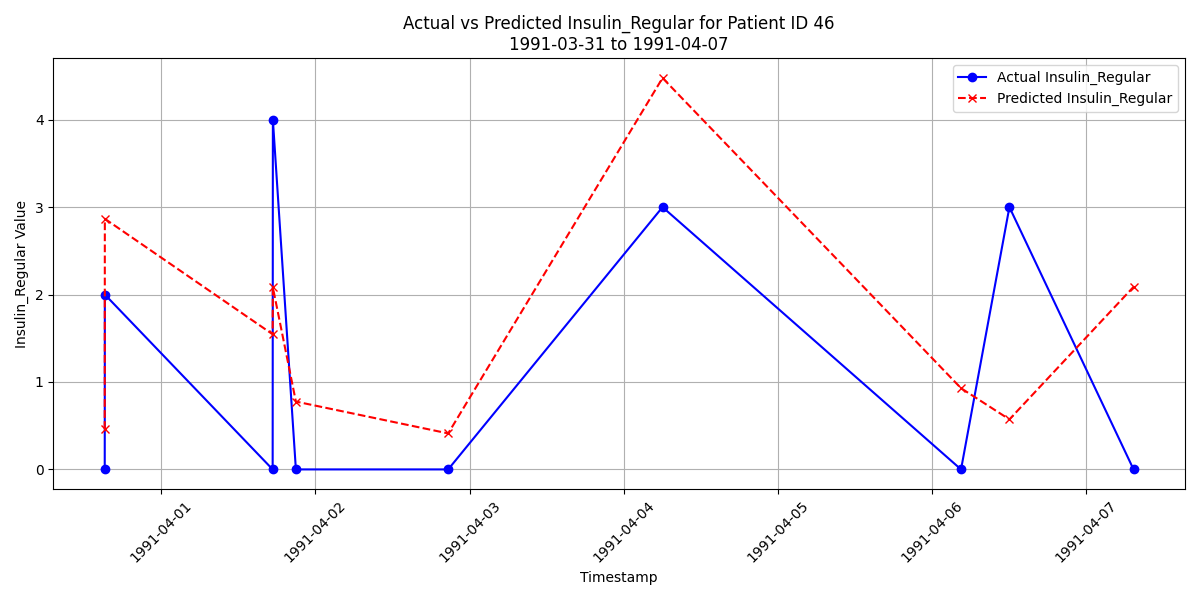 Actual vs Predicted Insulin_Regular for Patient ID 46
1991-03-31 to 1991-04-07
Actual Insulin_Regular
Predicted Insulin_Regular
Insulin_Regular Value
4
3
2
1
0
1991-04-01
1991-04-02
1991-04-03
1991-04-04
1991-04-05
1991-04-06
1991-04-07
Timestamp